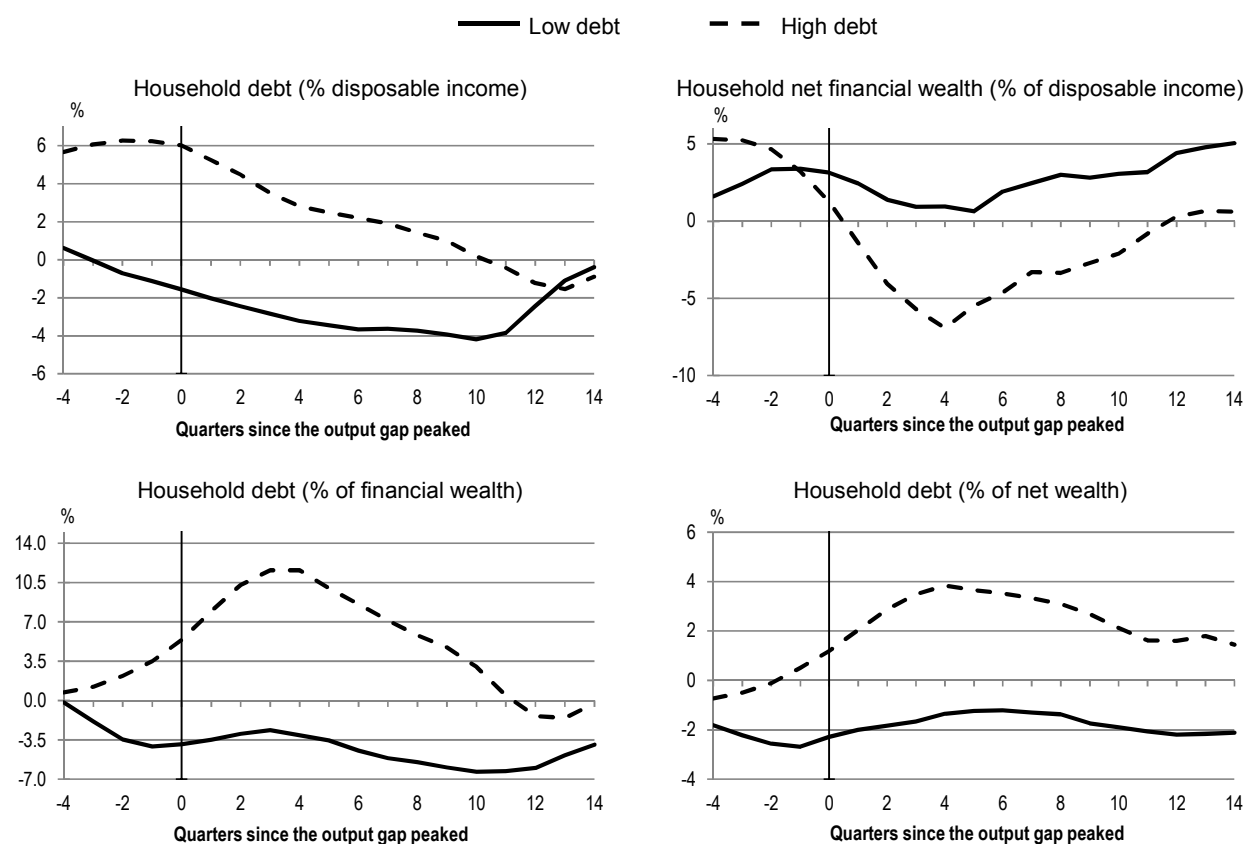 Low debt
High debt
Household debt (% disposable income)
%
6
4
2
0
-2
-4
-6
-4 -2 0 2 4 6 8 10 12 14
Quarters since the output gap peaked
Household net financial wealth (% of disposable income)
%
5
0
-5
-10
-4 -2 0 2 4 6 8 10 12 14
Quarters since the output gap peaked
Household debt (% of financial wealth)
%
14.0
10.5
7.0
3.5
0.0
-3.5
-7.0
-4 -2 0 2 4 6 8 10 12 14
Quarters since the output gap peaked
Household debt (% of net wealth)
%
6
4
2
0
-2
-4
-4 -2 0 2 4 6 8 10 12 14
Quarters since the output gap peaked